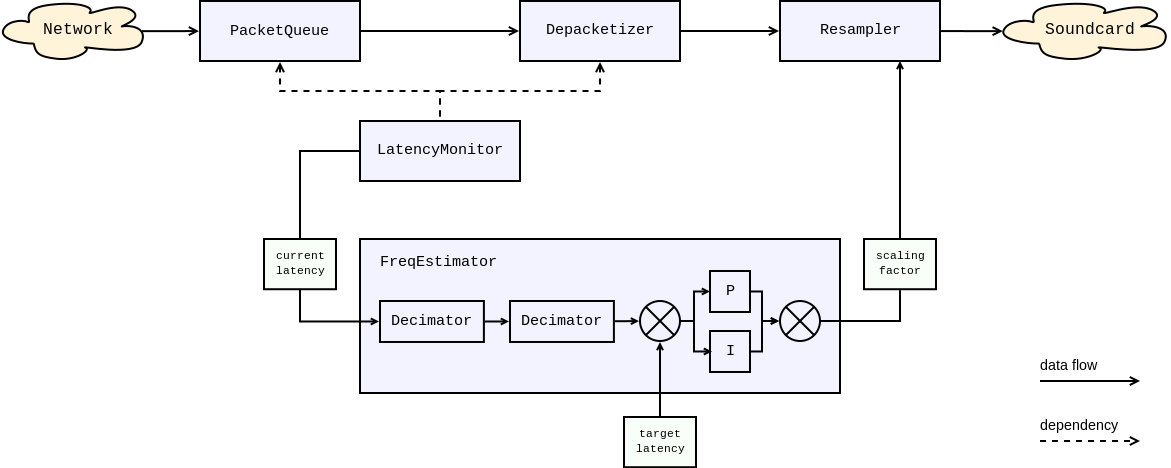 Network
PacketQueue
Depacketizer
Resampler
Soundcard
LatencyMonitor
current
latency
FreqEstimator
scaling
factor
Decimator
Decimator
P
I
target
latency
data flow
dependency